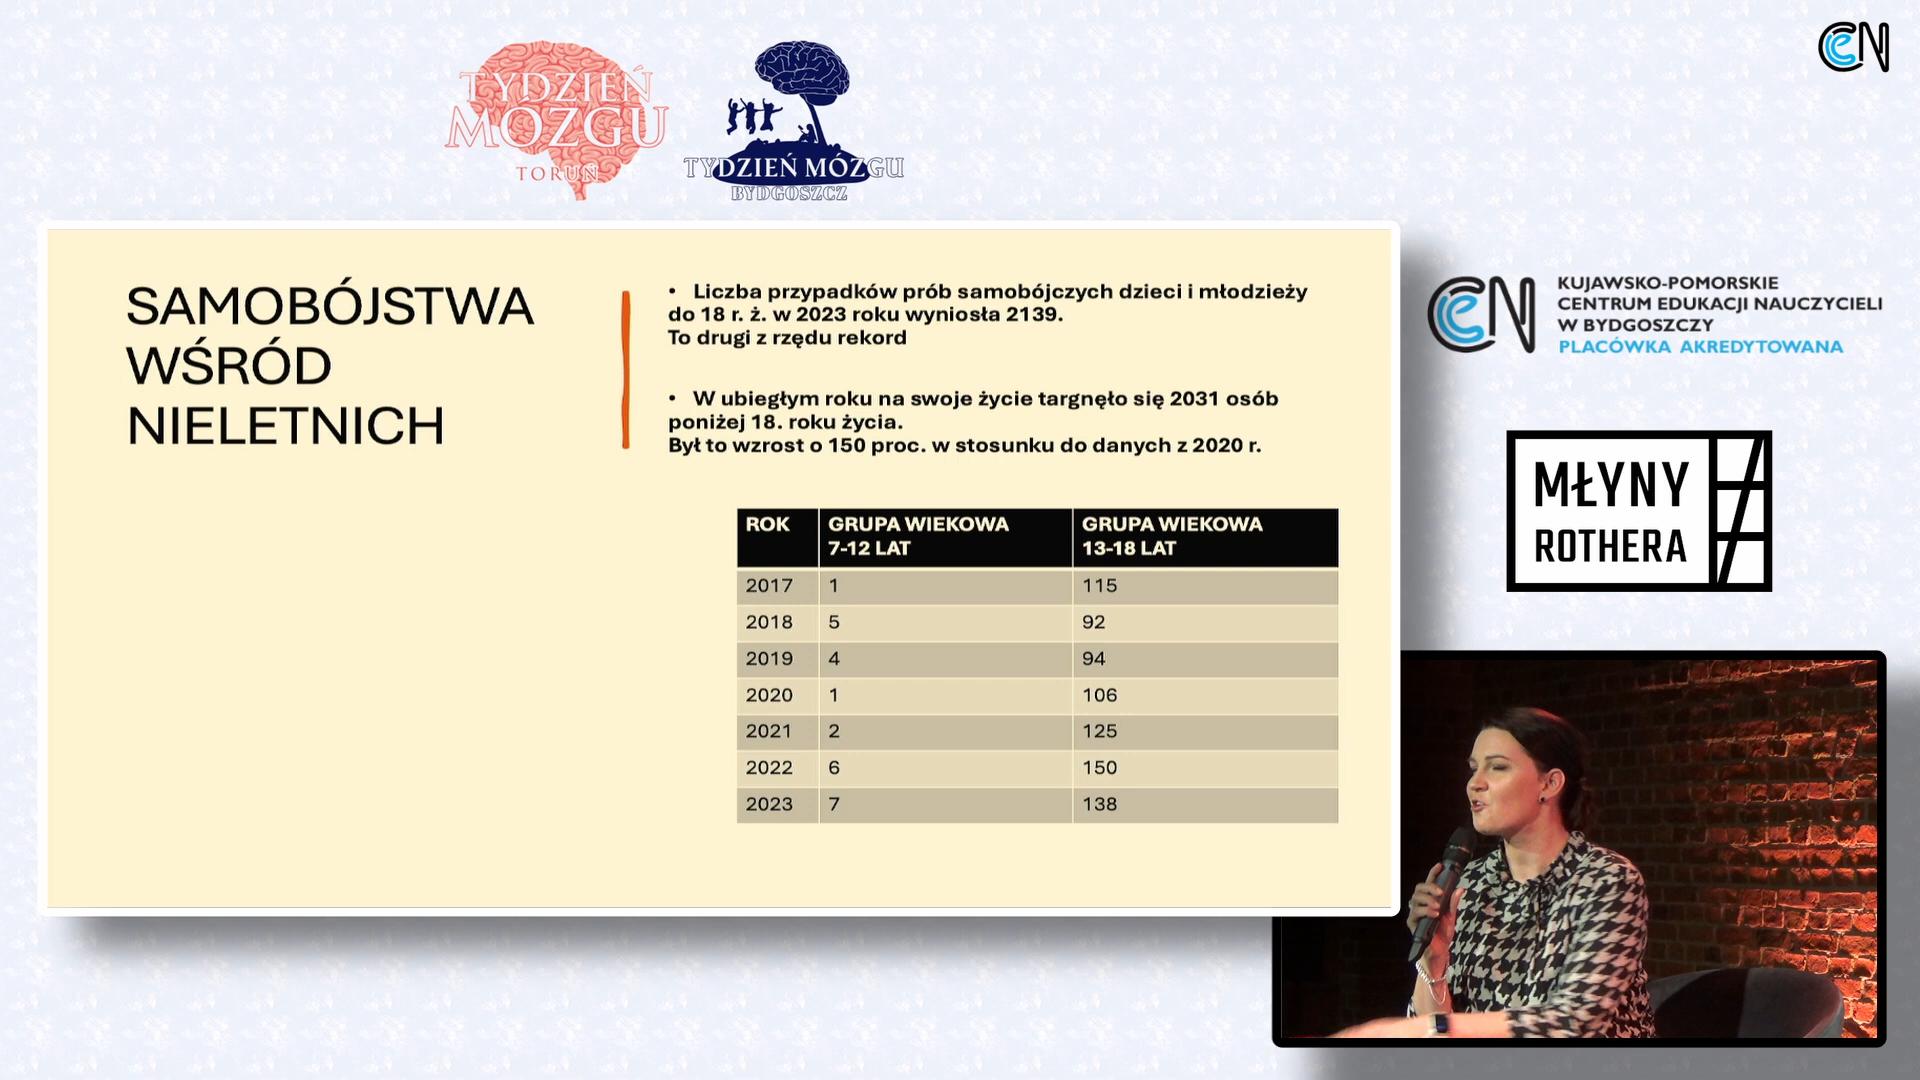 TYDZIEŃ
MÓZGU
TORUŃ
TYDZIEŃ MÓZGU
BYDGOSZCZ
CeN
SAMOBÓJSTWA
WŚRÓD
NIELETNICH
• Liczba przypadków prób samobójczych dzieci i młodzieży
do 18 r. ż. w 2023 roku wyniosła 2139.
To drugi z rzędu rekord
• W ubiegłym roku na swoje życie targnęło się 2031 osób
poniżej 18. roku życia.
Był to wzrost o 150 proc. w stosunku do danych z 2020 r.
ROK GRUPA WIEKOWA 7-12 LAT GRUPA WIEKOWA 13-18 LAT
2017 1 115
2018 5 92
2019 4 94
2020 1 106
2021 2 125
2022 6 150
2023 7 138
CeN
KUJAWSKO-POMORSKIE
CENTRUM EDUKACJI NAUCZYCIELI
W BYDGOSZCZY
PLACÓWKA AKREDYTOWANA
MŁYNY
ROTHERA